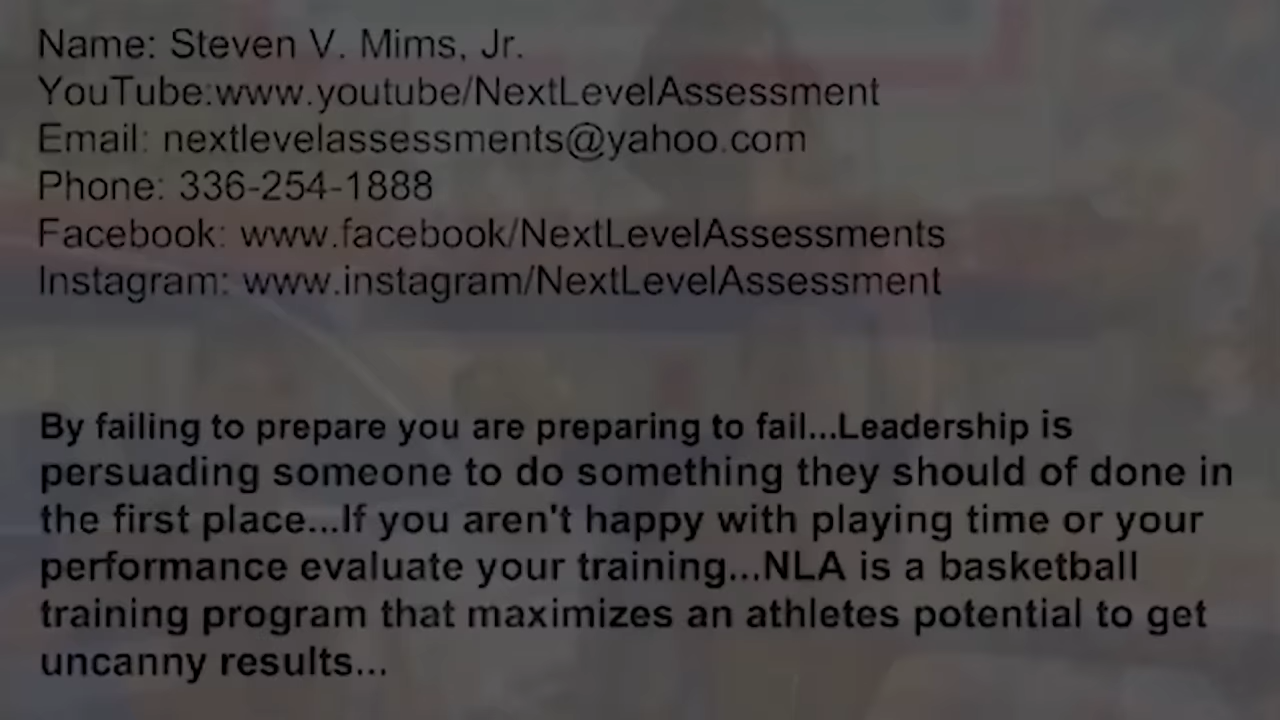 Name: Steven V. Mims, Jr.
YouTube:www.youtube/NextLevelAssessment
Email: nextlevelassessments@yahoo.com
Phone: 336-254-1888
Facebook: www.facebook/NextLevelAssessments
Instagram: www.instagram/NextLevelAssessment
By failing to prepare you are preparing to fail...Leadership is
persuading someone to do something they should of done in
the first place...If you aren't happy with playing time or your
performance evaluate your training...NLA is a basketball
training program that maximizes an athletes potential to get
uncanny results...